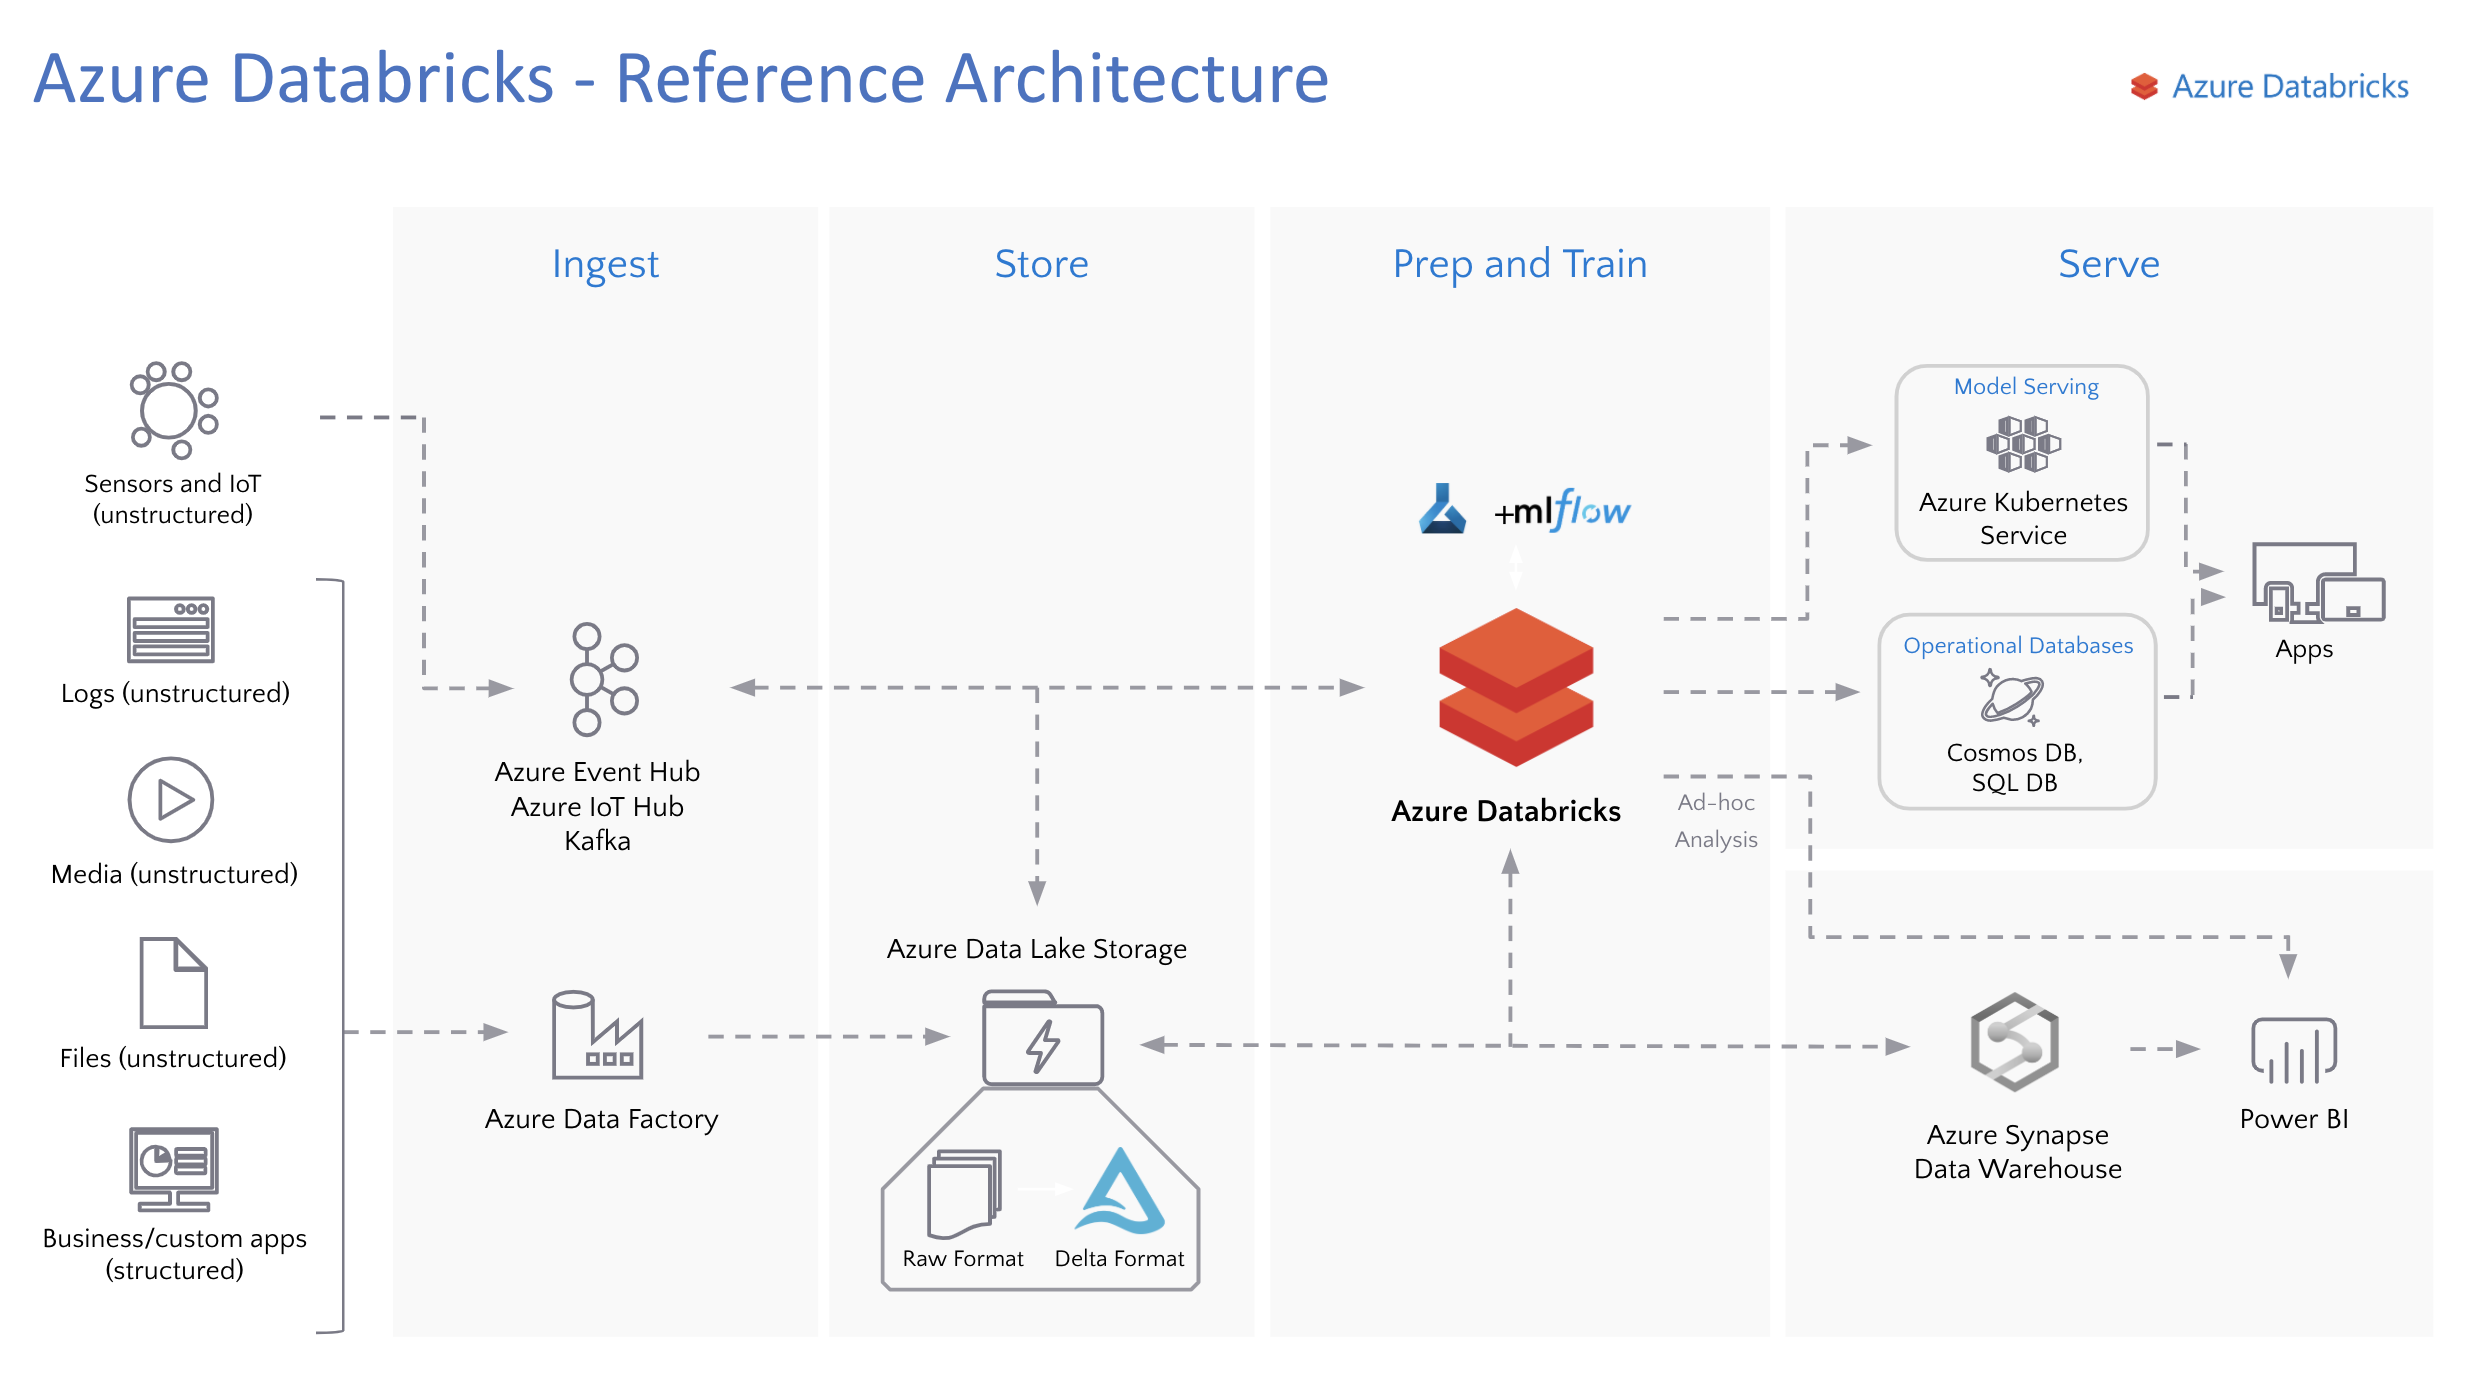 Azure Databricks - Reference Architecture
Azure Databricks
Ingest
Store
Prep and Train
Serve
Sensors and IoT
(unstructured)
Logs (unstructured)
Media (unstructured)
Files (unstructured)
Business/custom apps
(structured)
Azure Event Hub
Azure IoT Hub
Kafka
Azure Data Factory
Azure Data Lake Storage
Raw Format
Delta Format
+mlflow
Azure Databricks
Ad-hoc
Analysis
Model Serving
Azure Kubernetes
Service
Operational Databases
Cosmos DB,
SQL DB
Apps
Azure Synapse
Data Warehouse
Power BI